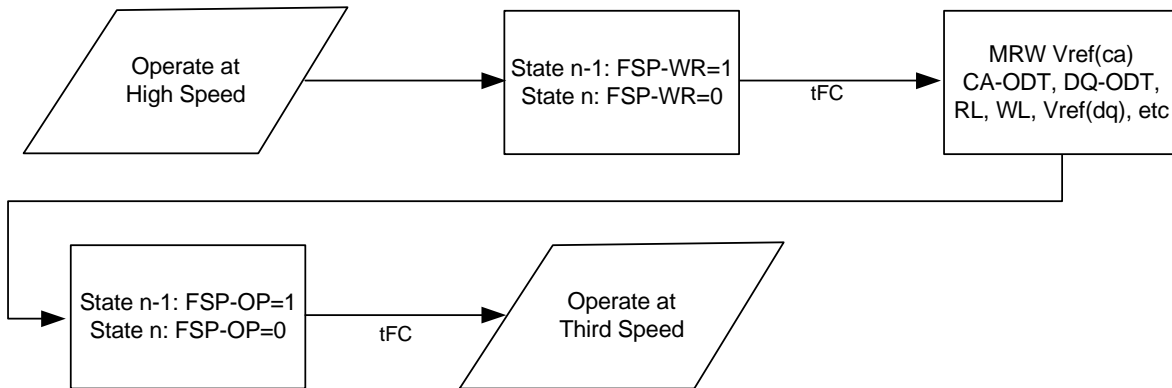 Operate at
High Speed
State n-1: FSP-WR=1
State n: FSP-WR=0
tFC
MRW Vref(ca)
CA-ODT, DQ-ODT,
RL, WL, Vref(dq), etc
State n-1: FSP-OP=1
State n: FSP-OP=0
tFC
Operate at
Third Speed